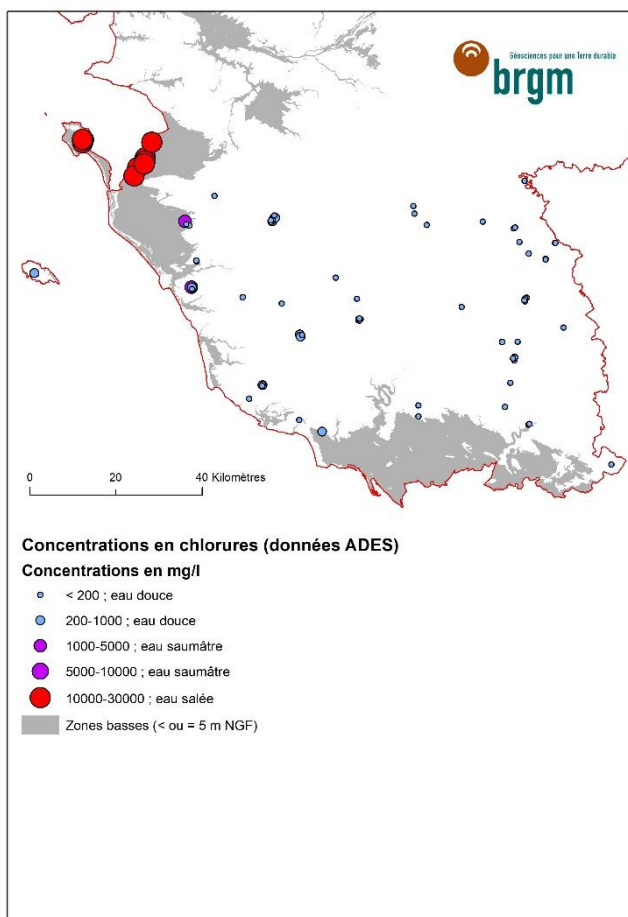 Géosciences pour une Terre durable
brgm
0 20 40 Kilomètres
Concentrations en chlorures (données ADES)
Concentrations en mg/l
< 200 ; eau douce
200-1000 ; eau douce
1000-5000 ; eau saumâtre
5000-10000 ; eau saumâtre
10000-30000 ; eau salée
Zones basses (< ou = 5 m NGF)